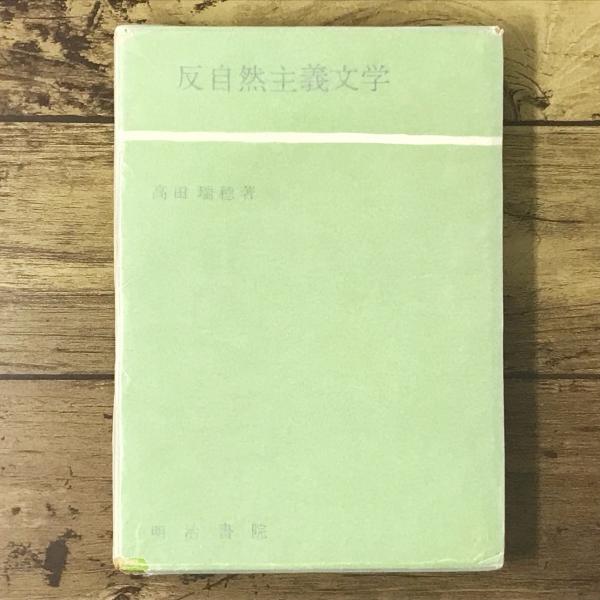 反自然主義文学
高田瑞穂著
明治書院